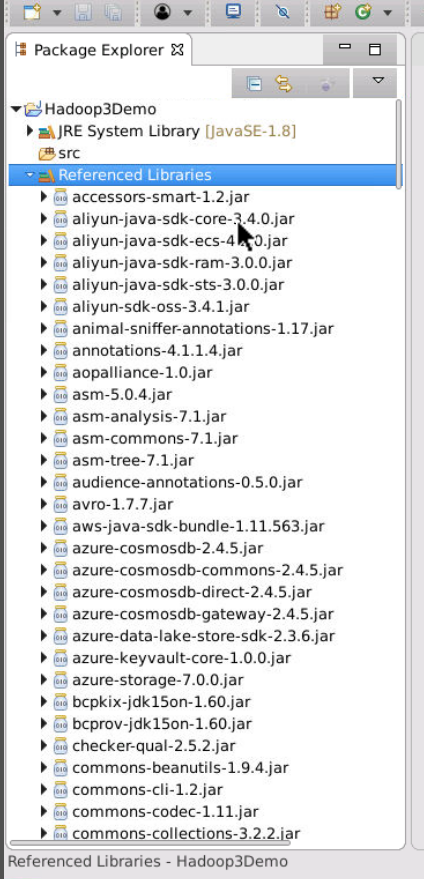 Package Explorer
Hadoop3Demo
JRE System Library [JavaSE-1.8]
src
Referenced Libraries
accessors-smart-1.2.jar
aliyun-java-sdk-core-3.4.0.jar
aliyun-java-sdk-ecs-4
aliyun-java-sdk-ram-3.0.0.jar
aliyun-java-sdk-sts-3.0.0.jar
aliyun-sdk-oss-3.4.1.jar
animal-sniffer-annotations-1.17.jar
annotations-4.1.1.4.jar
aopalliance-1.0.jar
asm-5.0.4.jar
asm-analysis-7.1.jar
asm-commons-7.1.jar
asm-tree-7.1.jar
audience-annotations-0.5.0.jar
avro-1.7.7.jar
aws-java-sdk-bundle-1.11.563.jar
azure-cosmosdb-2.4.5.jar
azure-cosmosdb-commons-2.4.5.jar
azure-cosmosdb-direct-2.4.5.jar
azure-cosmosdb-gateway-2.4.5.jar
azure-data-lake-store-sdk-2.3.6.jar
azure-keyvault-core-1.0.0.jar
azure-storage-7.0.0.jar
bcpkix-jdk15on-1.60.jar
bcprov-jdk15on-1.60.jar
checker-qual-2.5.2.jar
commons-beanutils-1.9.4.jar
commons-cli-1.2.jar
commons-codec-1.11.jar
commons-collections-3.2.2.jar
Referenced Libraries - Hadoop3Demo